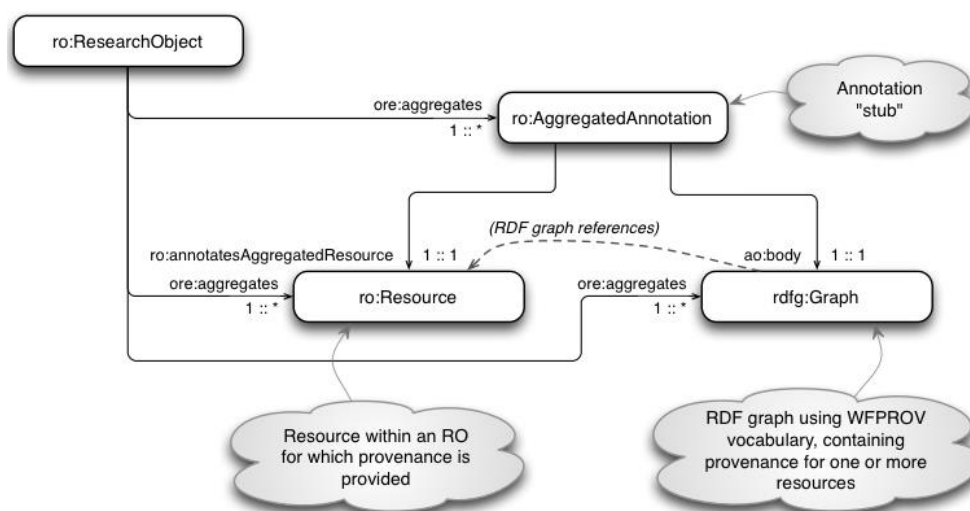 ro:ResearchObject
ore:aggregates
1 :: *
ro:AggregatedAnnotation
Annotation
"stub"
(RDF graph references)
ro:annotatesAggregatedResource
1 :: 1
ao:body
1 :: 1
ore:aggregates
1 :: *
ro:Resource
ore:aggregates
1 :: *
rdfg:Graph
Resource within an RO
for which provenance is
provided
RDF graph using WFPROV
vocabulary, containing
provenance for one or more
resources